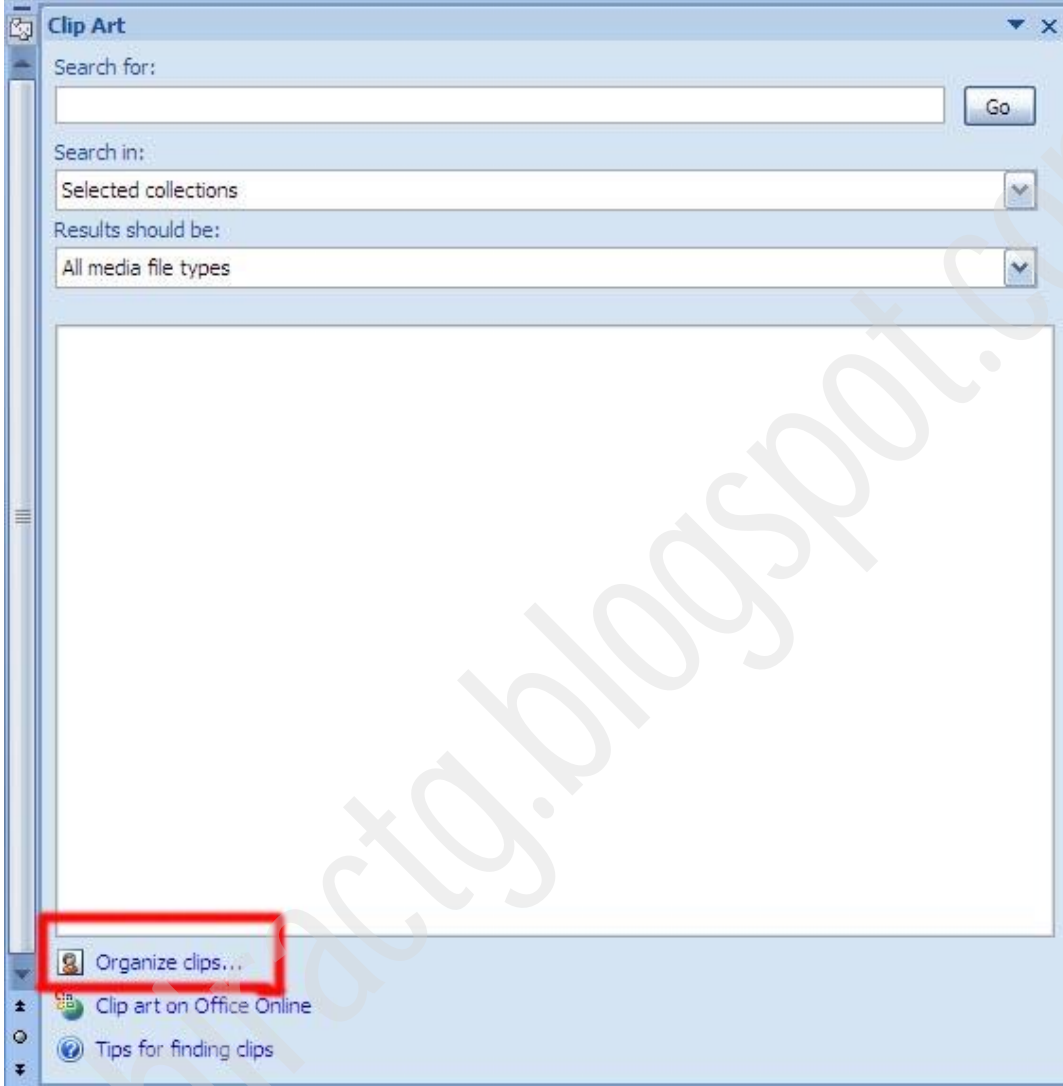 Clip Art
Search for:
Go
Search in:
Selected collections
Results should be:
All media file types
Organize clips...
Clip art on Office Online
Tips for finding clips